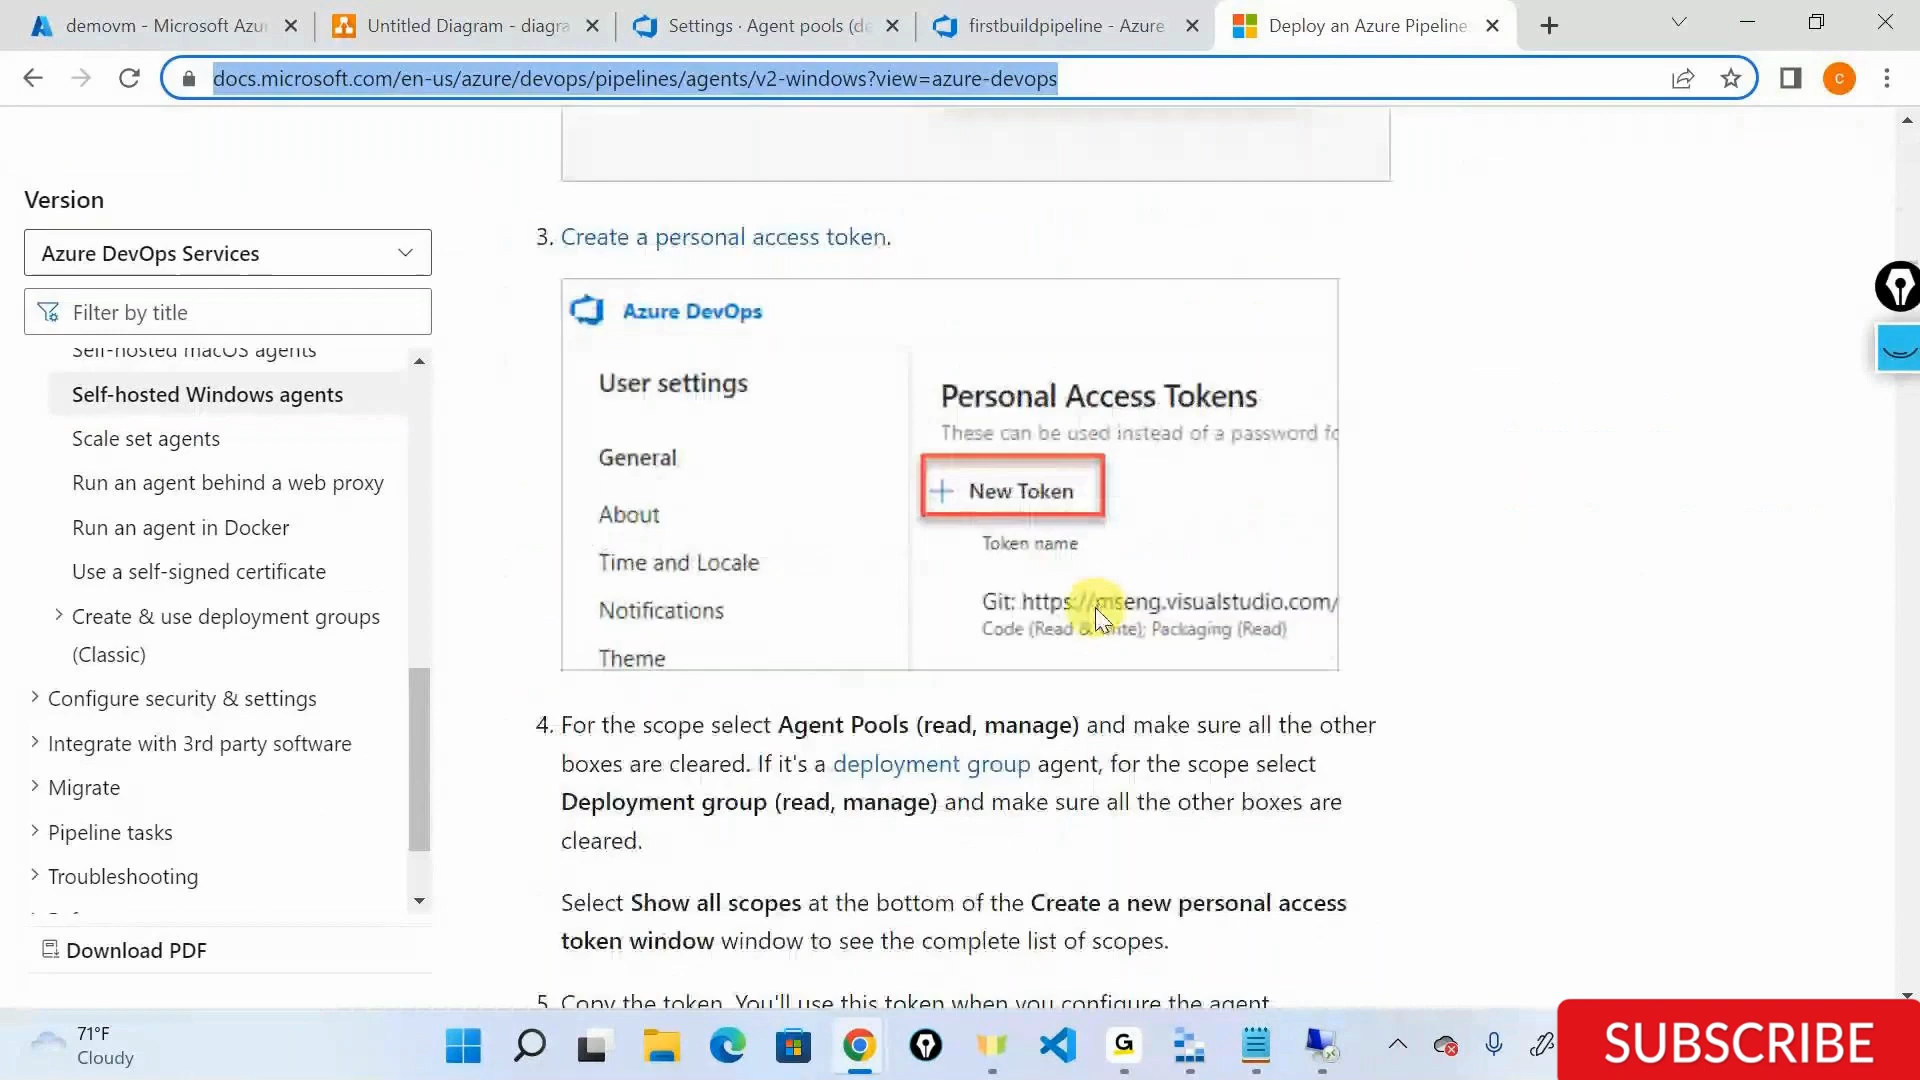 demovm - Microsoft Azu
Untitled Diagram - diagra
Settings · Agent pools (de
firstbuildpipeline - Azure
Deploy an Azure Pipeline
docs.microsoft.com/en-us/azure/devops/pipelines/agents/v2-windows?view=azure-devops
c
Version
Azure DevOps Services
Filter by title
Self-hosted macOS agents
Self-hosted Windows agents
Scale set agents
Run an agent behind a web proxy
Run an agent in Docker
Use a self-signed certificate
Create & use deployment groups
(Classic)
Configure security & settings
Integrate with 3rd party software
Migrate
Pipeline tasks
Troubleshooting
Download PDF
3. Create a personal access token.
Azure DevOps
User settings
General
About
Time and Locale
Notifications
Theme
Personal Access Tokens
These can be used instead of a password fo
New Token
Token name
Git: https://mseng.visualstudio.com/
Code (Read & Write); Packaging (Read)
4. For the scope select Agent Pools (read, manage) and make sure all the other
boxes are cleared. If it's a deployment group agent, for the scope select
Deployment group (read, manage) and make sure all the other boxes are
cleared.
Select Show all scopes at the bottom of the Create a new personal access
token window window to see the complete list of scopes.
5. Copy the token. You'll use this token when you configure the agent.
71°F
Cloudy
G
SUBSCRIBE